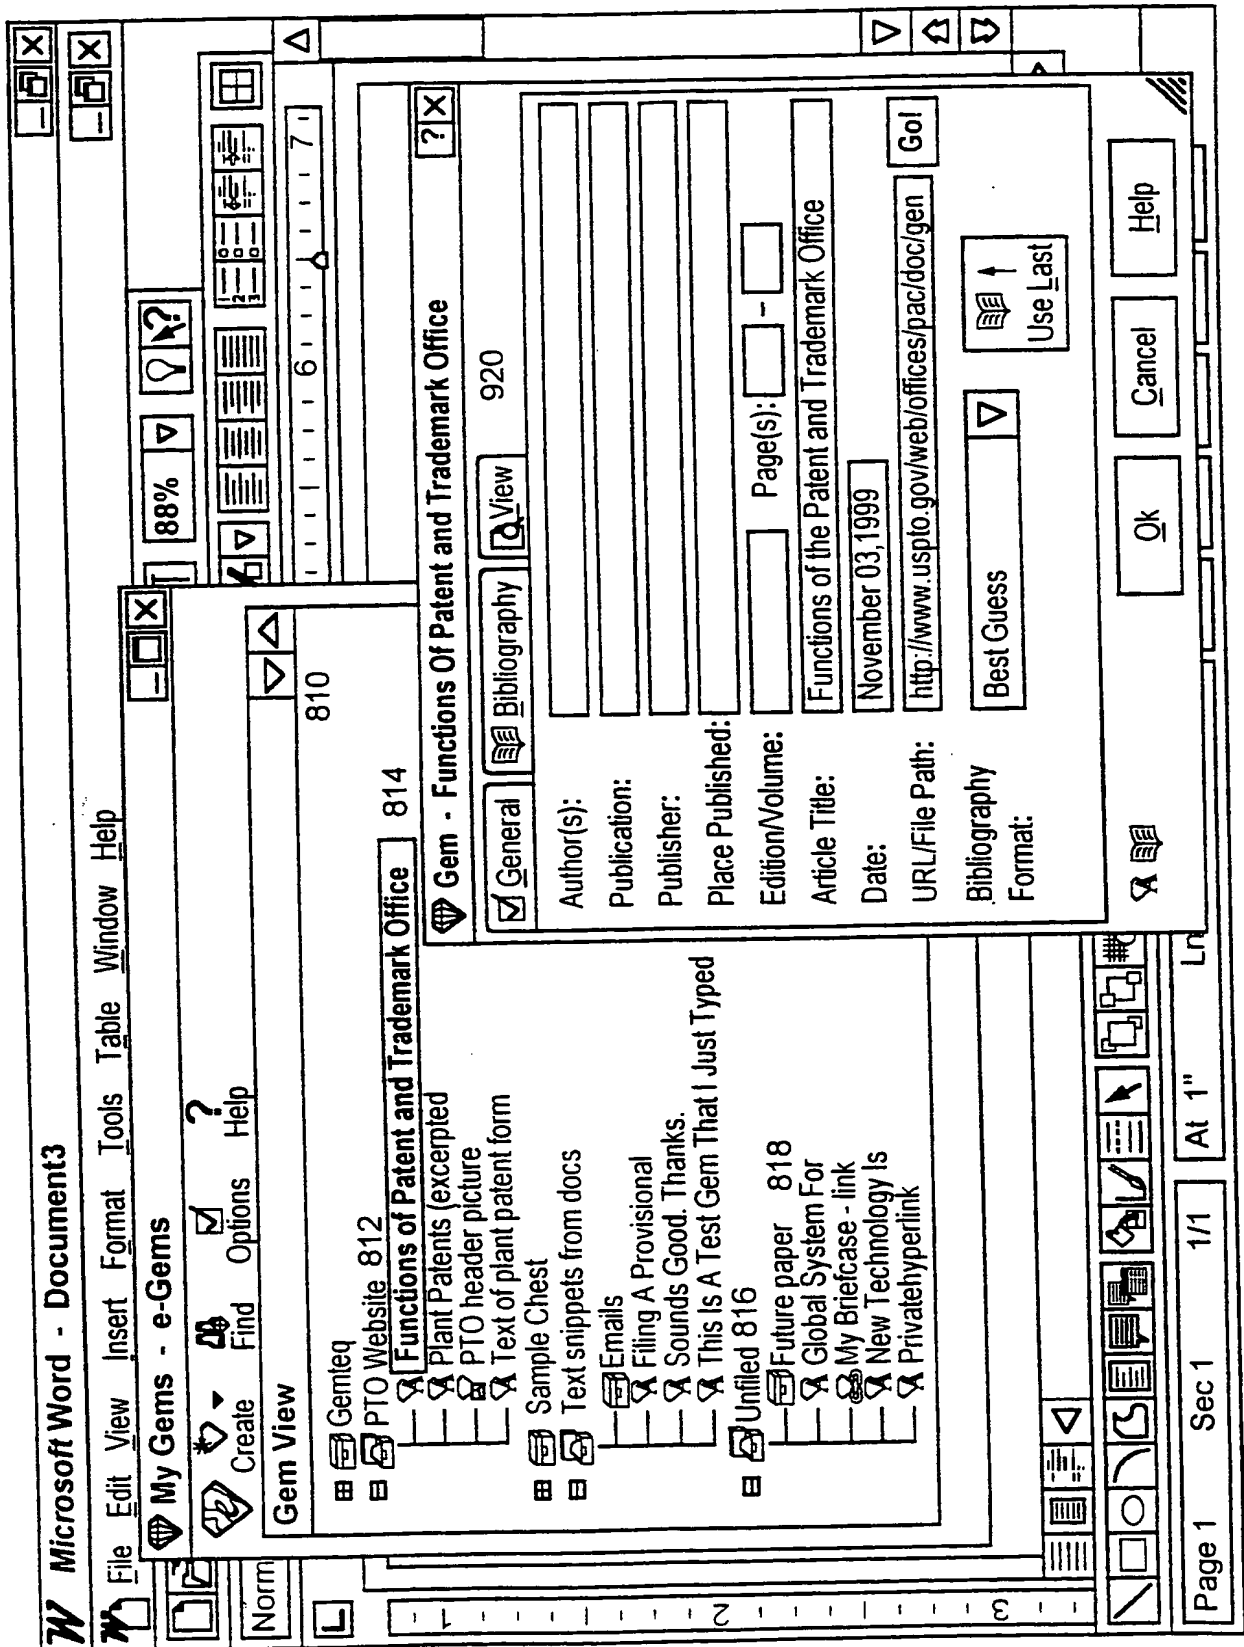 W Microsoft Word - Document3
File Edit View Insert Format Tools Table Window Help
88%
Norm
My Gems - e-Gems
Create Find Options Help
Gem View
810
Gemteq
PTO Website 812
Functions of Patent and Trademark Office 814
Plant Patents (excerpted
PTO header picture
Text of plant patent form
Sample Chest
Text snippets from docs
Emails
Filing A Provisional
Sounds Good. Thanks.
This Is A Test Gem That I Just Typed
Unfiled 816
Future paper 818
Global System For
My Briefcase - link
New Technology Is
Privatehyperlink
Gem - Functions Of Patent and Trademark Office
General Bibliography View 920
Author(s):
Publication:
Publisher:
Place Published:
Edition/Volume: Page(s): -
Article Title: Functions of the Patent and Trademark Office
Date: November 03,1999
URL/File Path: http://www.uspto.gov/web/offices/pac/doc/gen Go!
Bibliography Format: Best Guess Use Last
Ok Cancel Help
6 7
1 2 3
Page 1 Sec 1 1/1 At 1" Ln